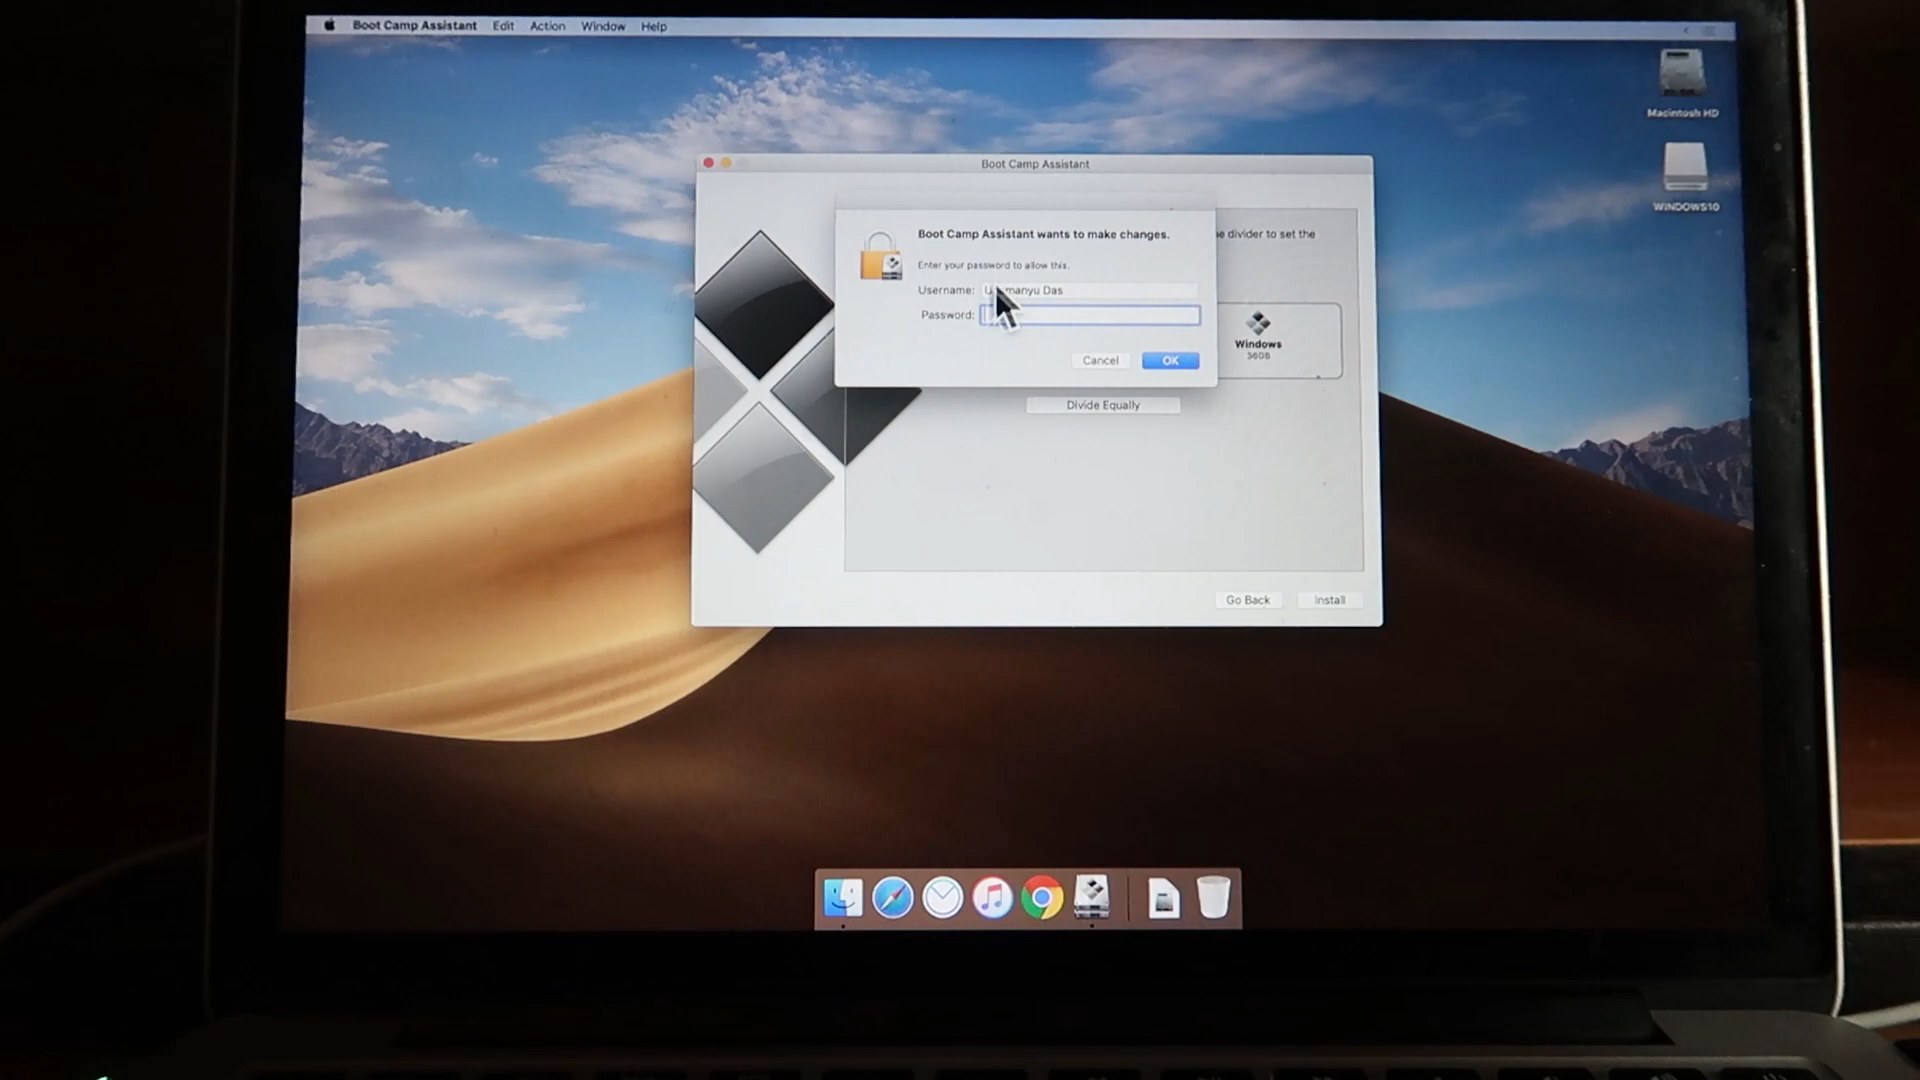 Boot Camp Assistant Edit Action Window Help
Macintosh HD
WINDOWS10
Boot Camp Assistant
divider to set the
Boot Camp Assistant wants to make changes.
Enter your password to allow this.
Username: Das
Password:
Cancel OK
Windows
36GB
Divide Equally
Go Back Install